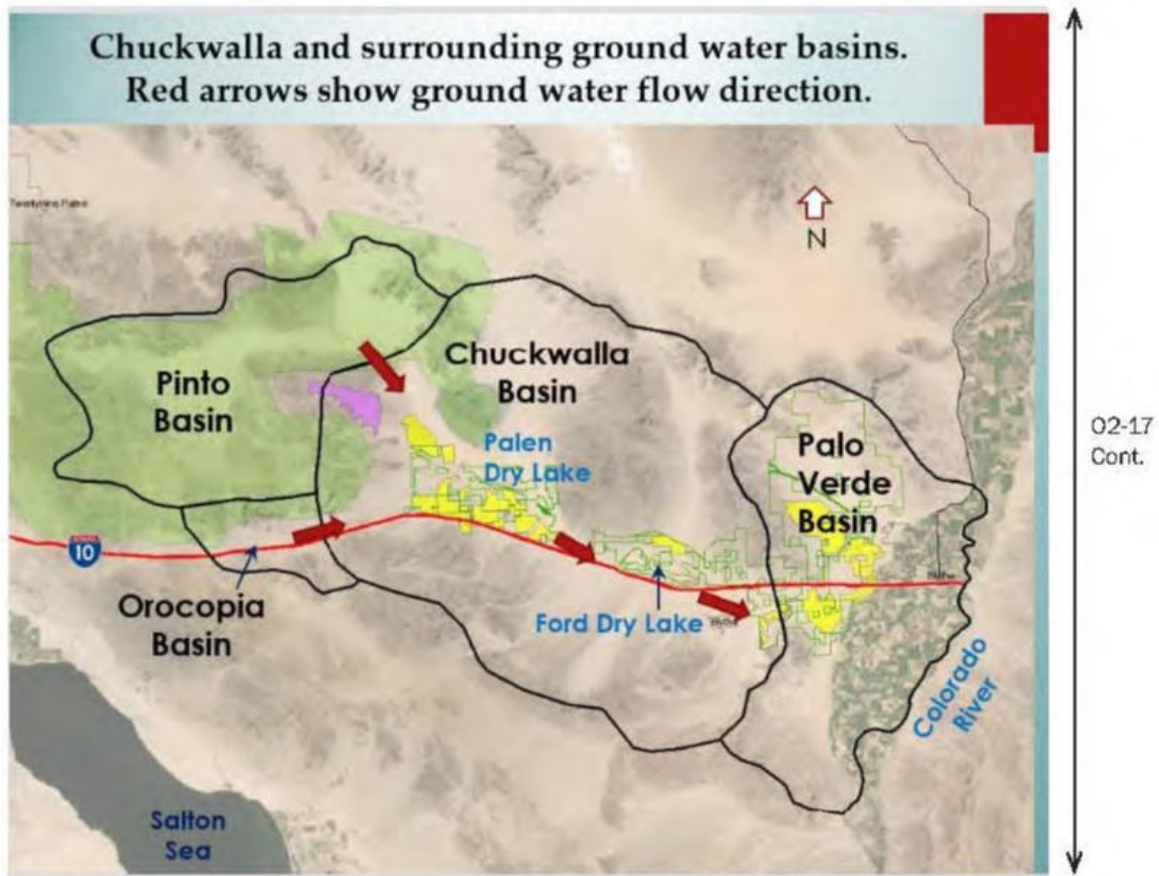 Chuckwalla and surrounding ground water basins.
Red arrows show ground water flow direction.
N
Chuckwalla
Basin
Pinto
Basin
Palen
Dry Lake
Palo
Verde
Basin
10
Orocopia
Basin
Ford Dry Lake
Colorado
River
Salton
Sea
02-17
Cont.